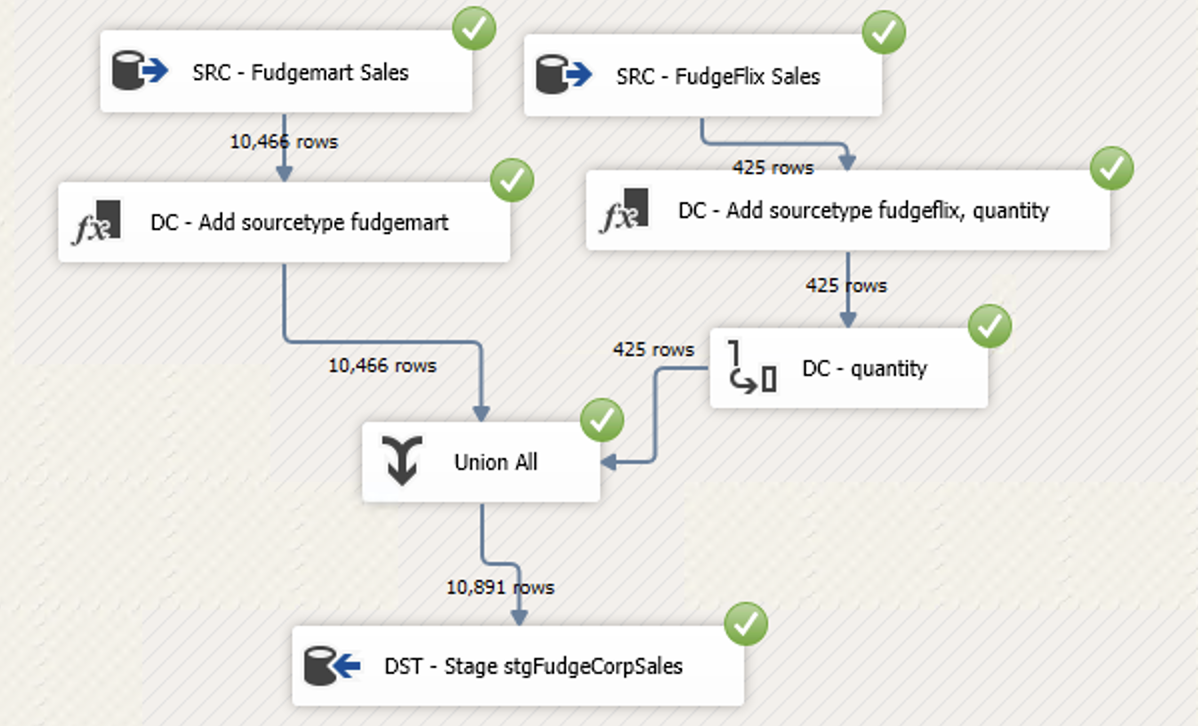 SRC - Fudgemart Sales
SRC - FudgeFlix Sales
10,466 rows
425 rows
DC - Add sourcetype fudgemart
DC - Add sourcetype fudgeflix, quantity
425 rows
10,466 rows
425 rows
DC - quantity
Union All
10,891 rows
DST - Stage stgFudgeCorpSales